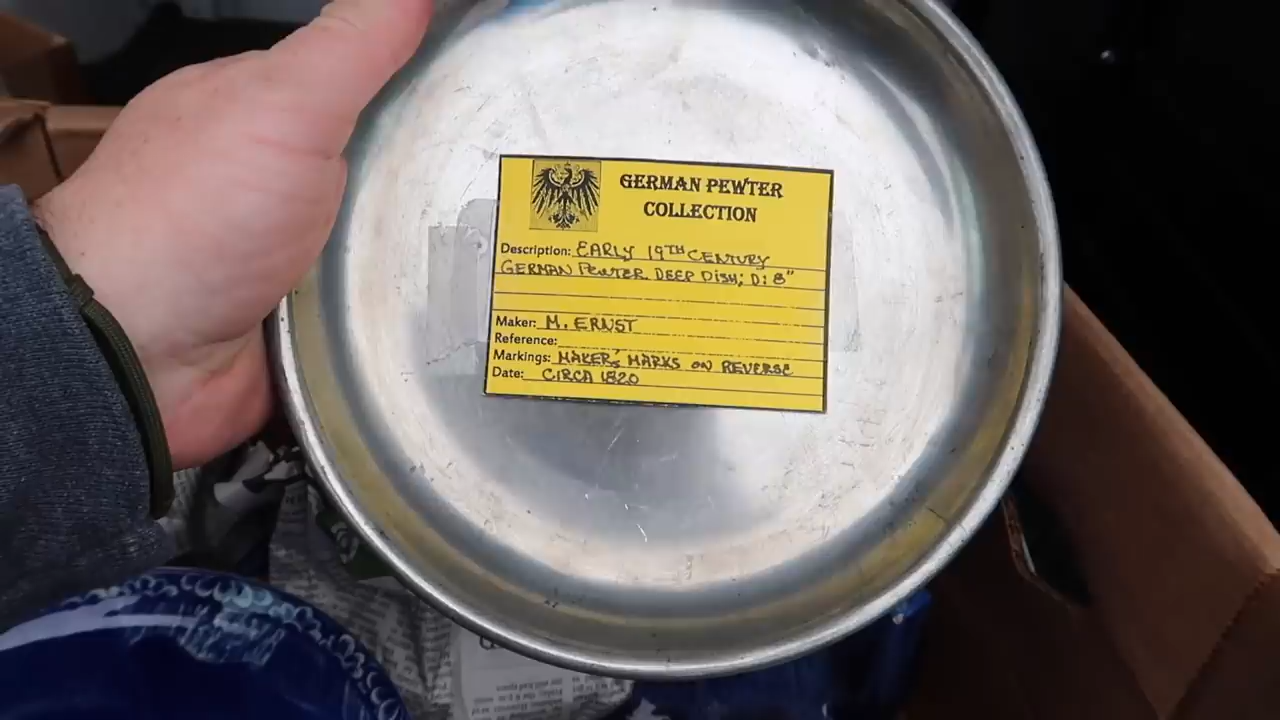 GERMAN PEWTER
COLLECTION
Description: EARLY 19TH CENTURY
GERMAN PEWTER DEEP DISH; D: 8"
Maker: M. ERNST
Reference:
Markings: MAKERS' MARKS ON REVERSE
Date: CIRCA 1820